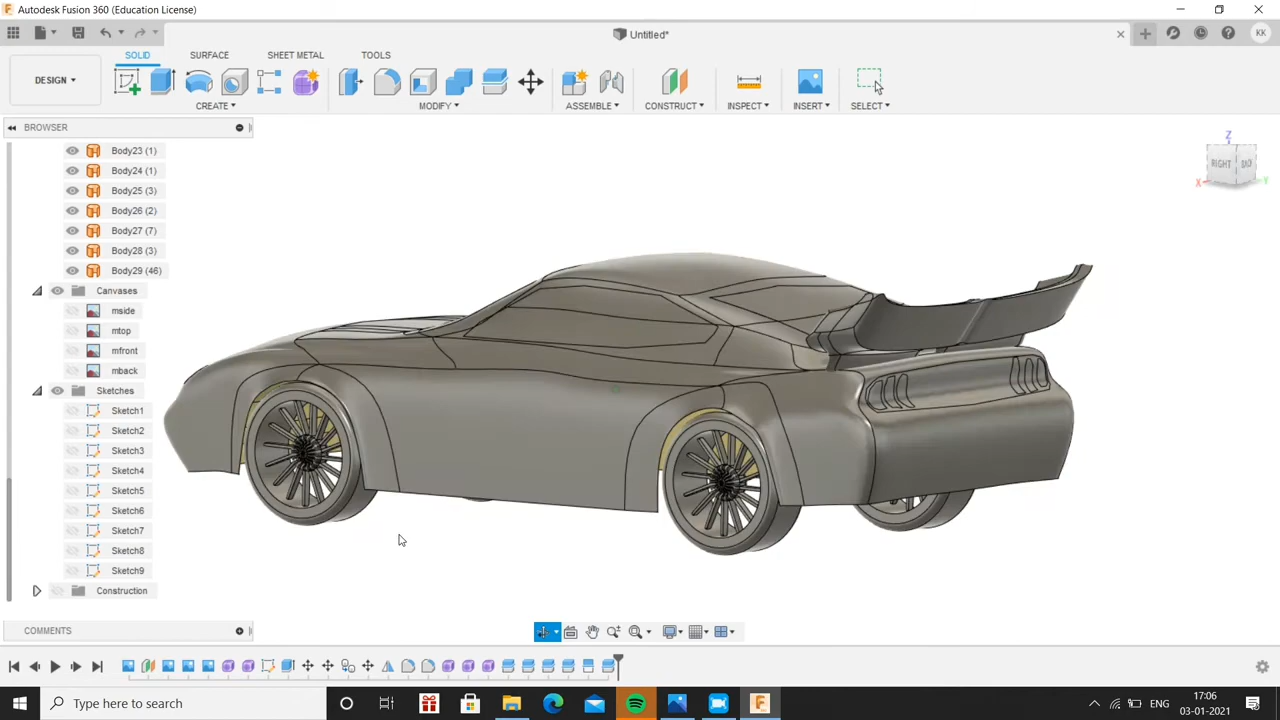 Autodesk Fusion 360 (Education License)
Untitled*
KK
SOLID SURFACE SHEET METAL TOOLS
DESIGN
CREATE MODIFY ASSEMBLE CONSTRUCT INSPECT INSERT SELECT
BROWSER
Body23 (1)
Body24 (1)
Body25 (3)
Body26 (2)
Body27 (7)
Body28 (3)
Body29 (46)
Canvases
mside
mtop
mfront
mback
Sketches
Sketch1
Sketch2
Sketch3
Sketch4
Sketch5
Sketch6
Sketch7
Sketch8
Sketch9
Construction
Z
RIGHT BACK
X Y
COMMENTS
Type here to search
ENG
17:06
03-01-2021